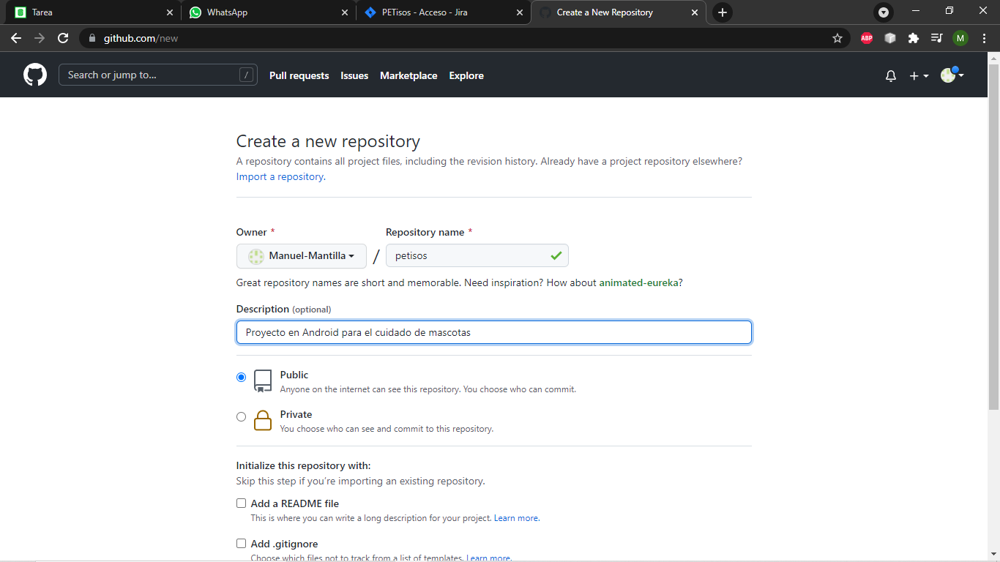 Tarea
WhatsApp
PETisos - Acceso - Jira
Create a New Repository
github.com/new
ABP
M
Search or jump to...
/
Pull requests
Issues
Marketplace
Explore
Create a new repository
A repository contains all project files, including the revision history. Already have a project repository elsewhere?
Import a repository.
Owner *
Repository name *
Manuel-Mantilla
/
petisos
Great repository names are short and memorable. Need inspiration? How about animated-eureka?
Description (optional)
Proyecto en Android para el cuidado de mascotas
Public
Anyone on the internet can see this repository. You choose who can commit.
Private
You choose who can see and commit to this repository.
Initialize this repository with:
Skip this step if you're importing an existing repository.
Add a README file
This is where you can write a long description for your project. Learn more.
Add .gitignore
Choose which files not to track from a list of templates. Learn more.